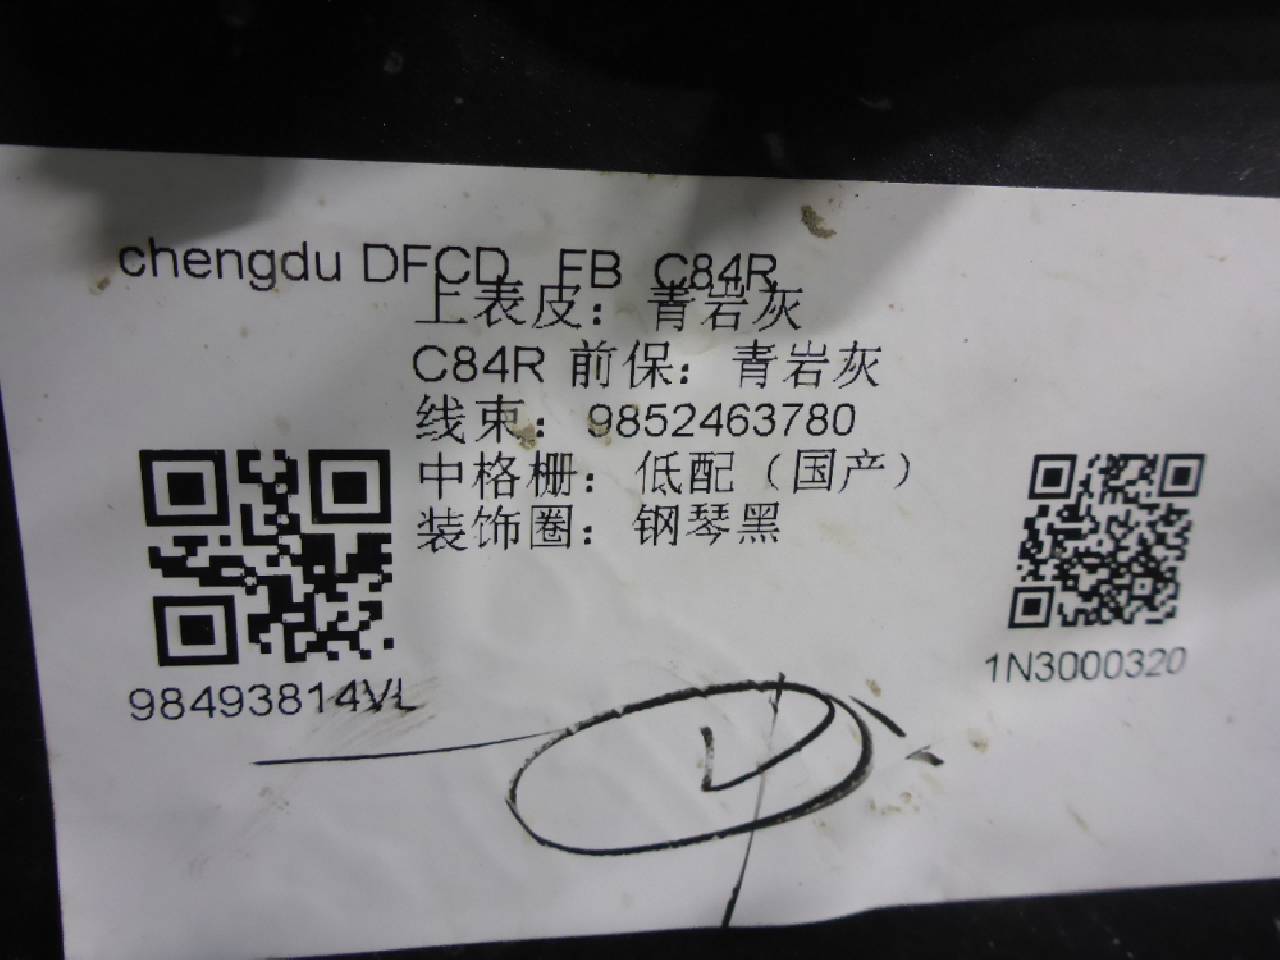 chengdu DFCD FB C84R
上表皮：青岩灰
C84R 前保：青岩灰
线束：9852463780
中格栅：低配（国产）
装饰圈：钢琴黑
98493814VL
1N3000320